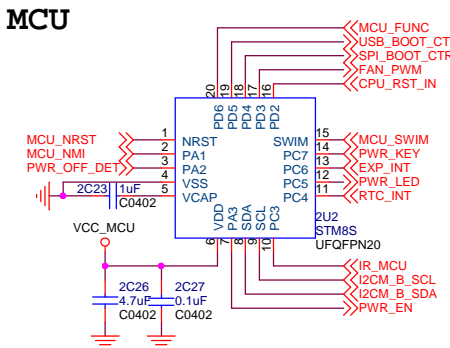 MCU
MCU_FUNC
USB_BOOT_CT
SPI_BOOT_CTR
FAN_PWM
CPU_RST_IN
20 19 18 17 16
PD6 PD5 PD4 PD3 PD2
MCU_NRST 1 NRST SWIM 15 MCU_SWIM
MCU_NMI 2 PA1 PC7 14 PWR_KEY
PWR_OFF_DET 3 PA2 PC6 13 EXP_INT
4 VSS PC5 12 PWR_LED
2C23 1uF 5 VCAP PC4 11 RTC_INT
C0402
VDD PA3 SDA SCL PC3
6 7 8 9 10
2U2
STM8S
UFQFPN20
VCC_MCU
IR_MCU
I2CM_B_SCL
I2CM_B_SDA
PWR_EN
2C26 2C27
4.7uF 0.1uF
C0402 C0402